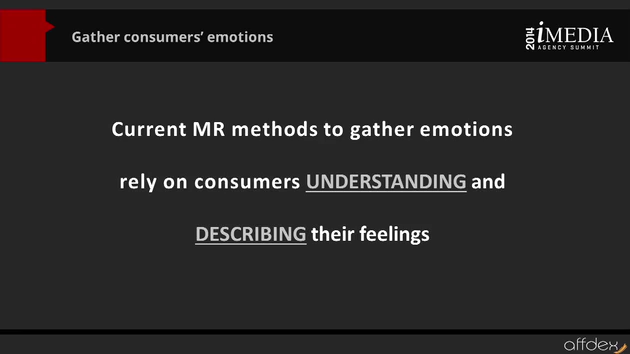 Gather consumers' emotions
2014 iMEDIA
AGENCY SUMMIT
Current MR methods to gather emotions
rely on consumers UNDERSTANDING and
DESCRIBING their feelings
affdex